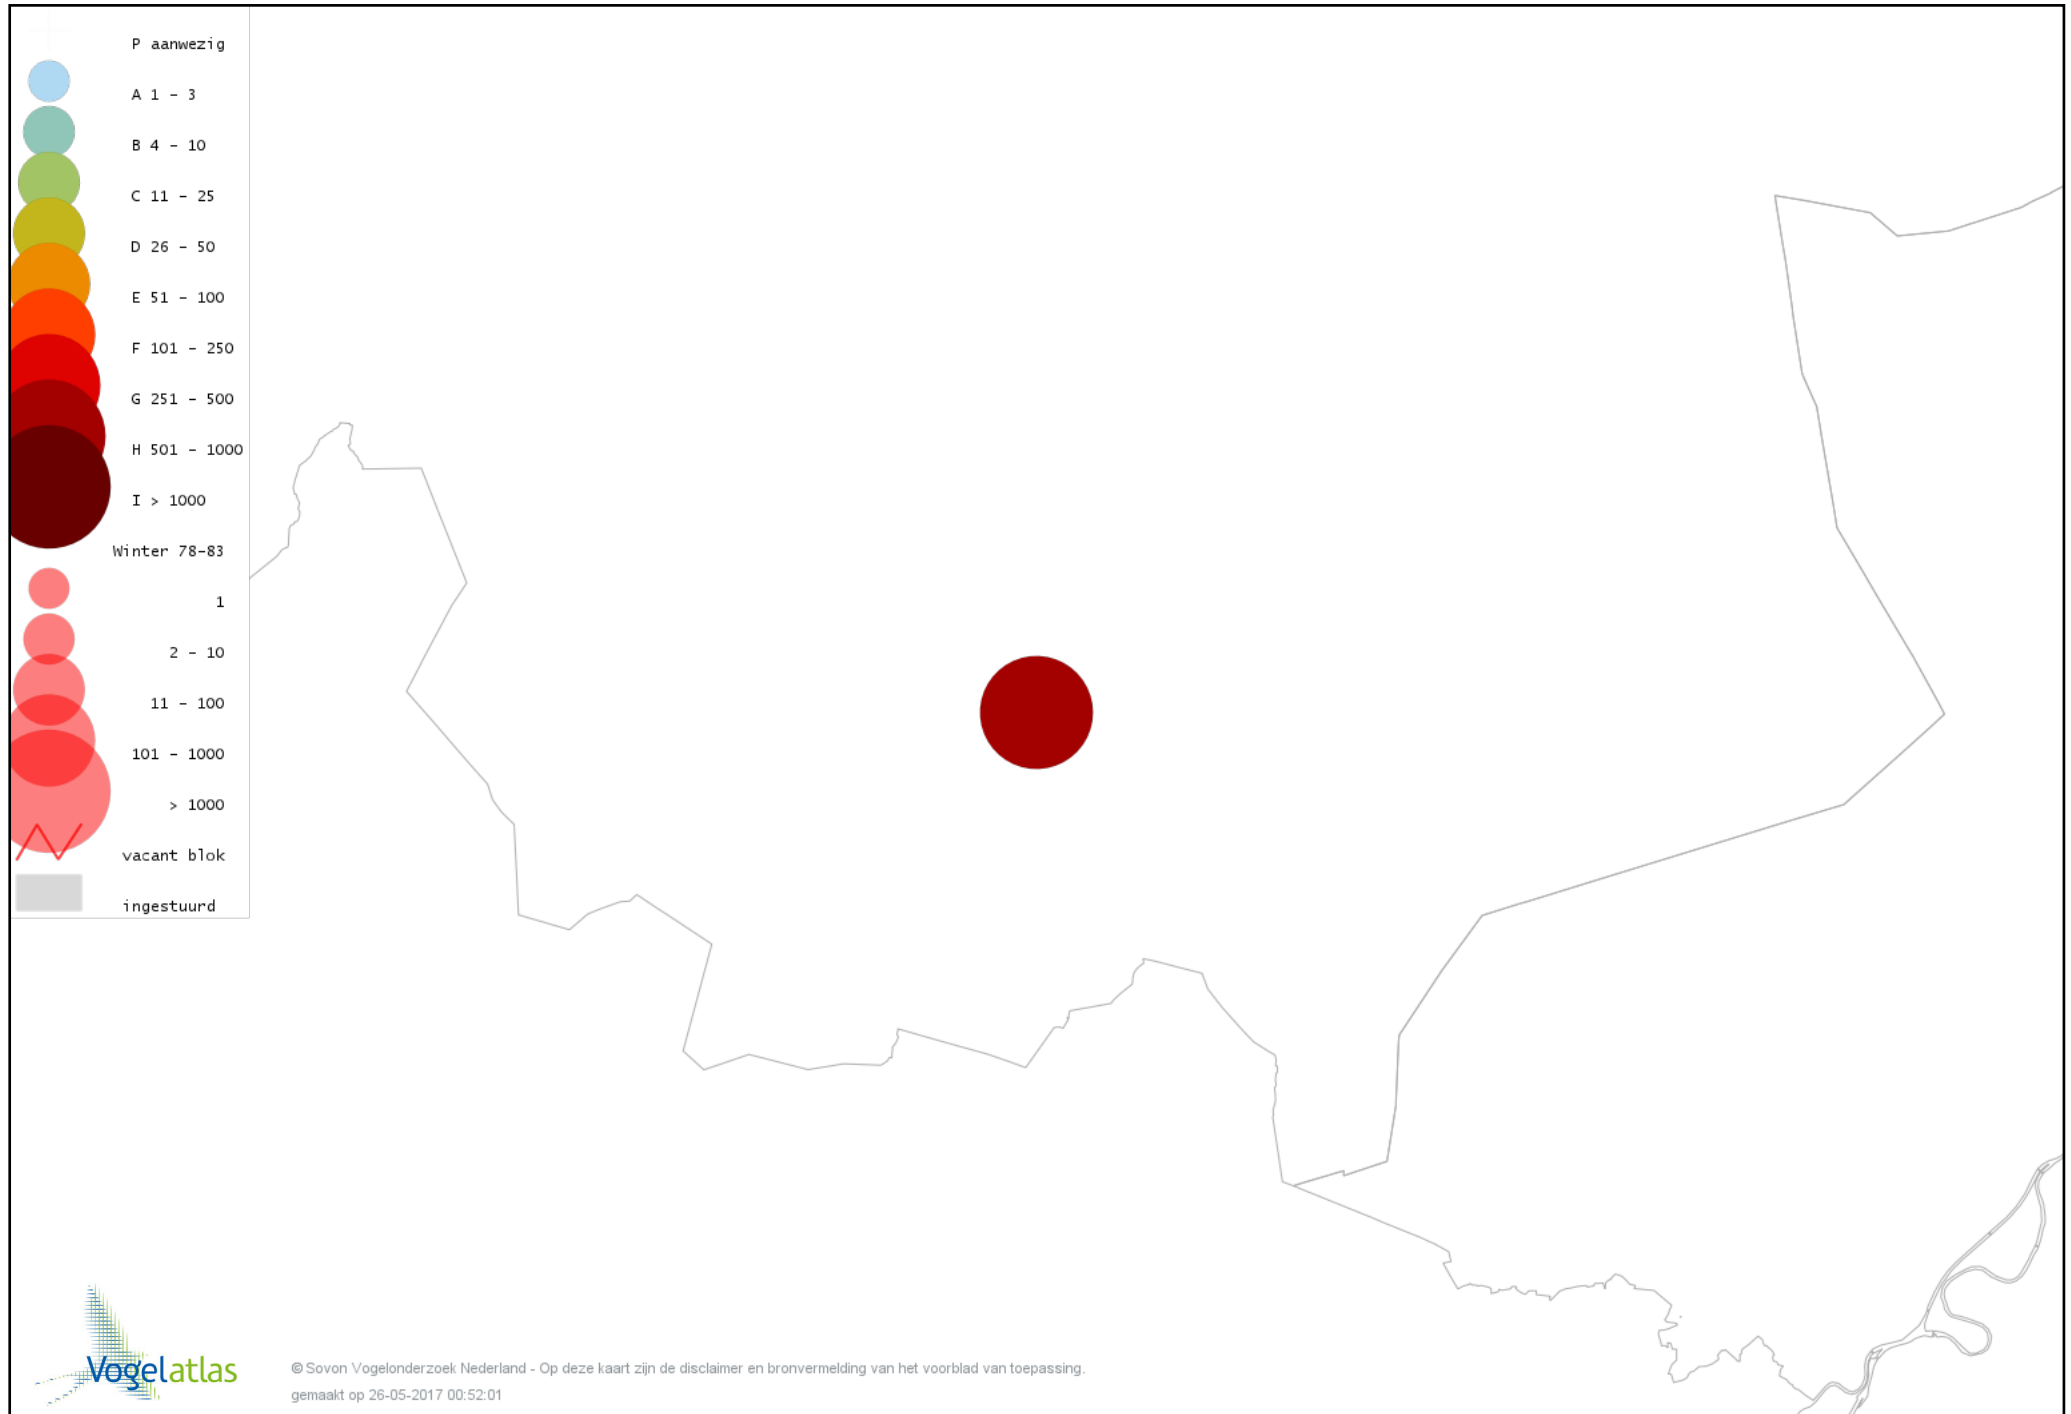 P aanwezig
A 1 - 3
B 4 - 10
C 11 - 25
D 26 - 50
E 51 - 100
F 101 - 250
G 251 - 500
H 501 - 1000
I > 1000
Winter 78-83
1
2 - 10
11 - 100
101 - 1000
> 1000
vacant blok
ingestuurd
Vogelatlas
© Sovon Vogelonderzoek Nederland - Op deze kaart zijn de disclaimer en bronvermelding van het voorblad van toepassing.
gemaakt op 26-05-2017 00:52:01